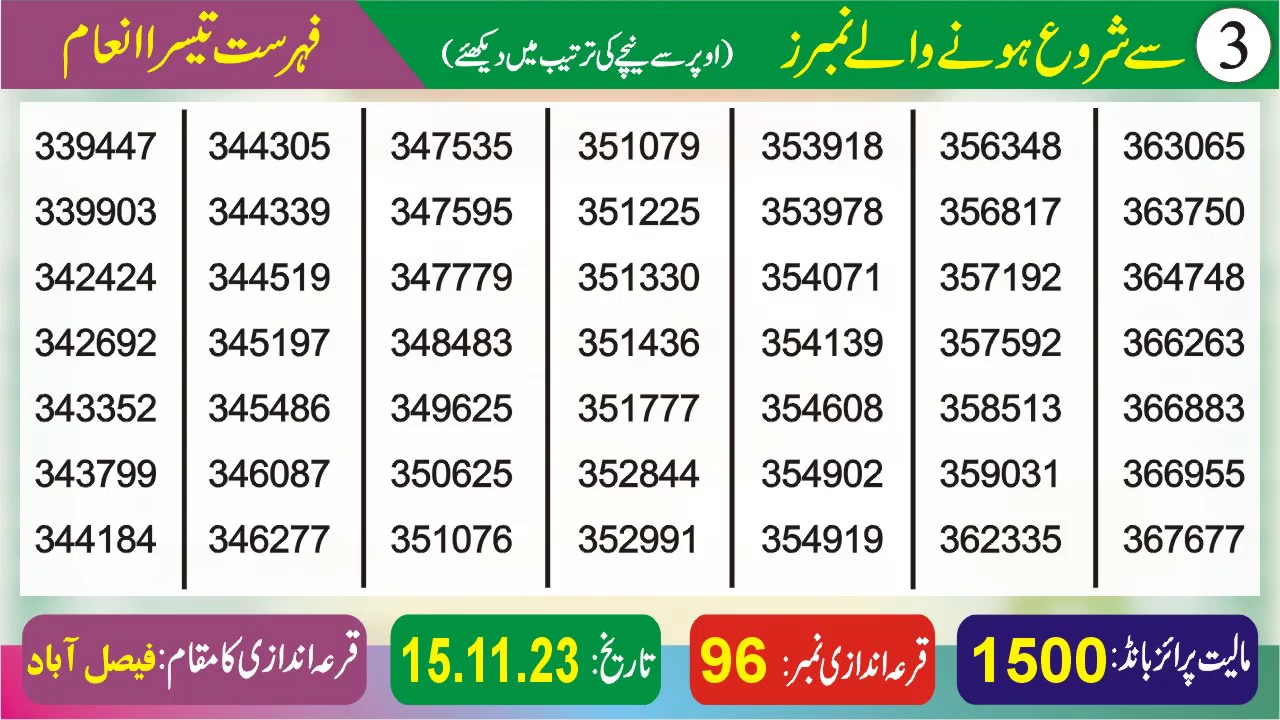 3 سے شروع ہونے والے نمبرز (اوپر سے نیچے کی ترتیب میں دیکھئے) فہرست تیسرا انعام
339447 344305 347535 351079 353918 356348 363065
339903 344339 347595 351225 353978 356817 363750
342424 344519 347779 351330 354071 357192 364748
342692 345197 348483 351436 354139 357592 366263
343352 345486 349625 351777 354608 358513 366883
343799 346087 350625 352844 354902 359031 366955
344184 346277 351076 352991 354919 362335 367677
مالیت پرائز بانڈ: 1500 قرعہ اندازی نمبر: 96 تاریخ: 15.11.23 قرعہ اندازی کا مقام: فیصل آباد